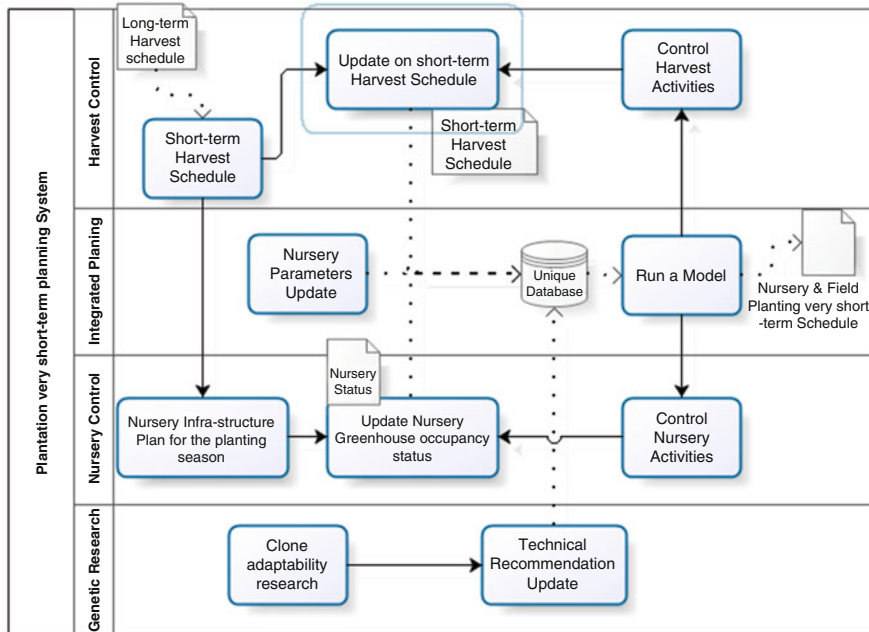 Plantation very short-term planning System
Harvest Control
Long-term
Harvest
schedule
Short-term
Harvest
Schedule
Update on short-term
Harvest Schedule
Short-term
Harvest
Schedule
Control
Harvest
Activities
Integrated Planing
Nursery
Parameters
Update
Unique
Database
Run a Model
Nursery & Field
Planting very short
-term Schedule
Nursery Control
Nursery Infra-structure
Plan for the planting
season
Nursery
Status
Update Nursery
Greenhouse occupancy
status
Control
Nursery
Activities
Genetic Research
Clone
adaptability
research
Technical
Recommendation
Update